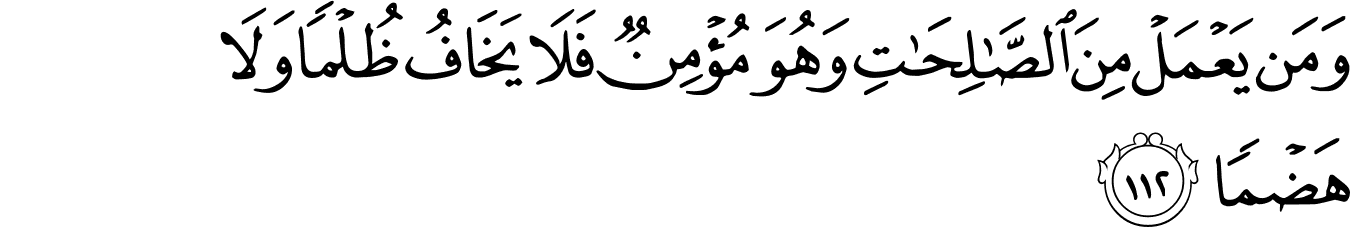 وَمَن يَعْمَلْ مِنَ ٱلصَّـٰلِحَـٰتِ وَهُوَ مُؤْمِنٌ فَلَا يَخَافُ ظُلْمًا وَلَا
هَضْمًا ١١٢